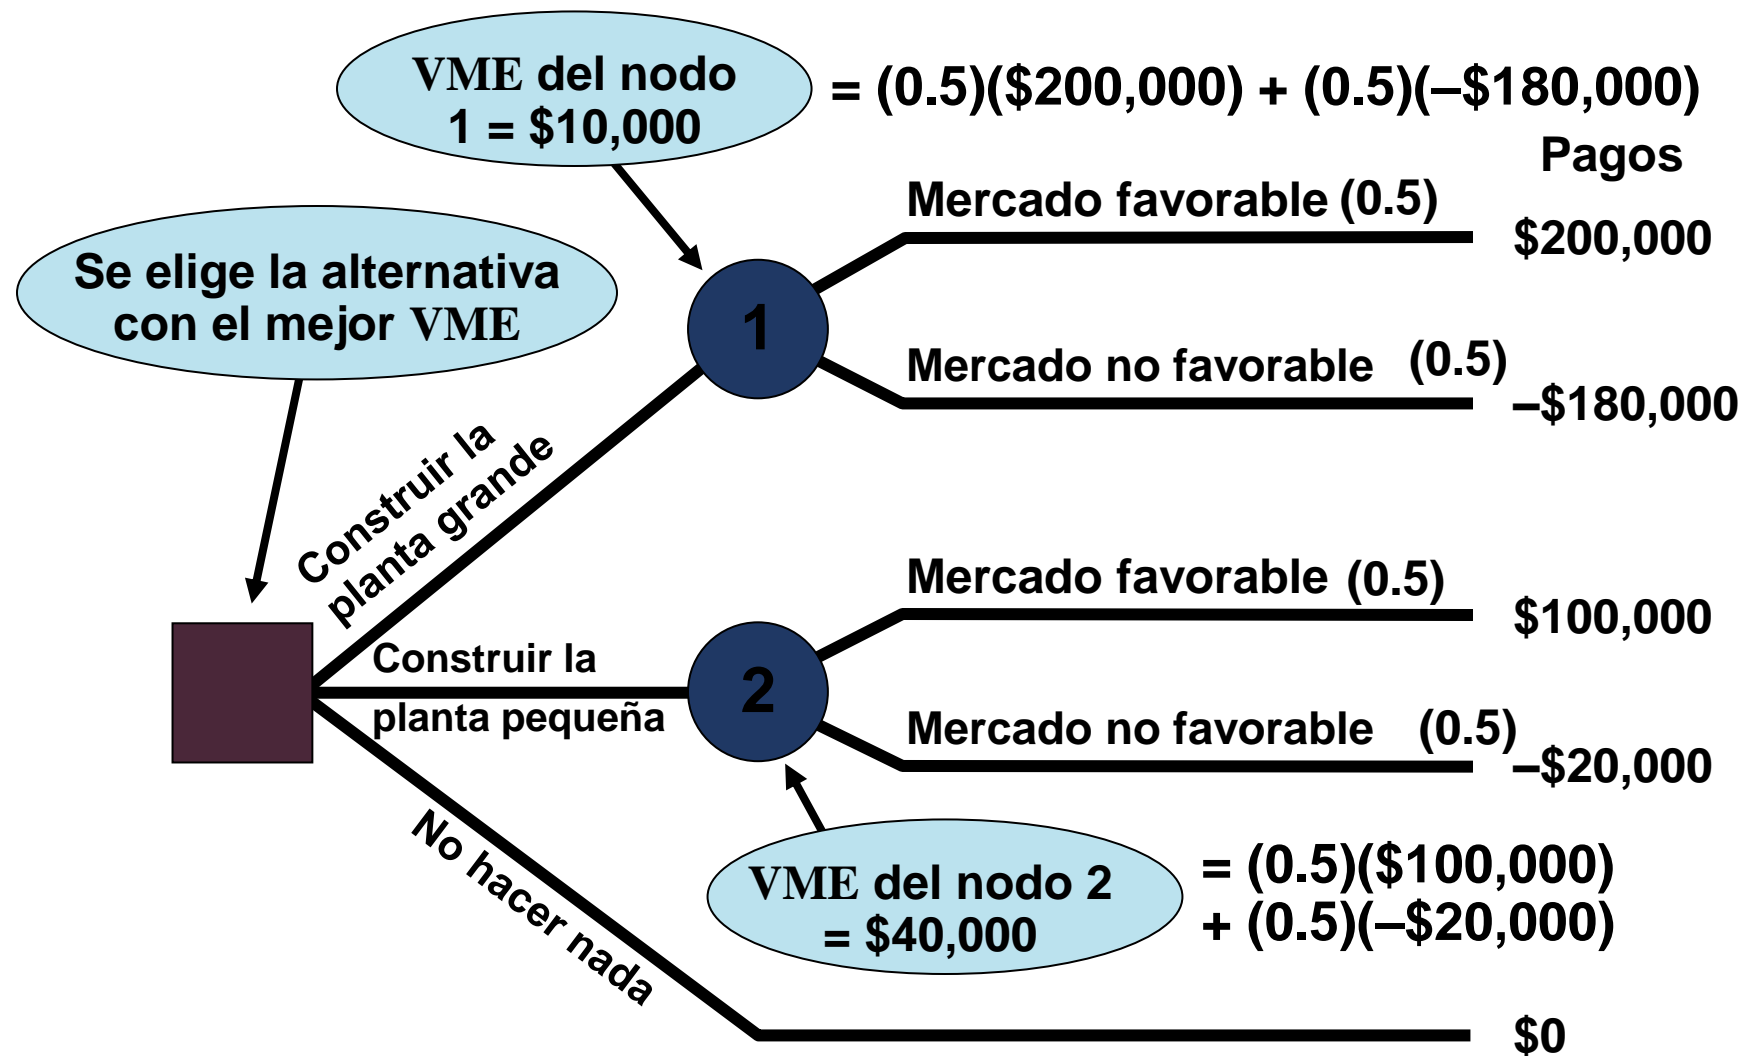 VME del nodo
1 = $10,000
= (0.5)($200,000) + (0.5)(–$180,000)
Pagos
Mercado favorable (0.5)
$200,000
Se elige la alternativa
con el mejor VME
1
Mercado no favorable (0.5)
–$180,000
Construir la
planta grande
Mercado favorable (0.5)
$100,000
Construir la
planta pequeña
2
Mercado no favorable (0.5)
–$20,000
No hacer nada
VME del nodo 2
= $40,000
= (0.5)($100,000)
+ (0.5)(–$20,000)
$0